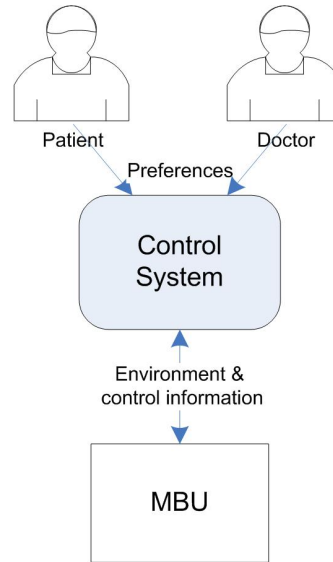 Patient
Doctor
Preferences
Control
System
Environment &
control information
MBU